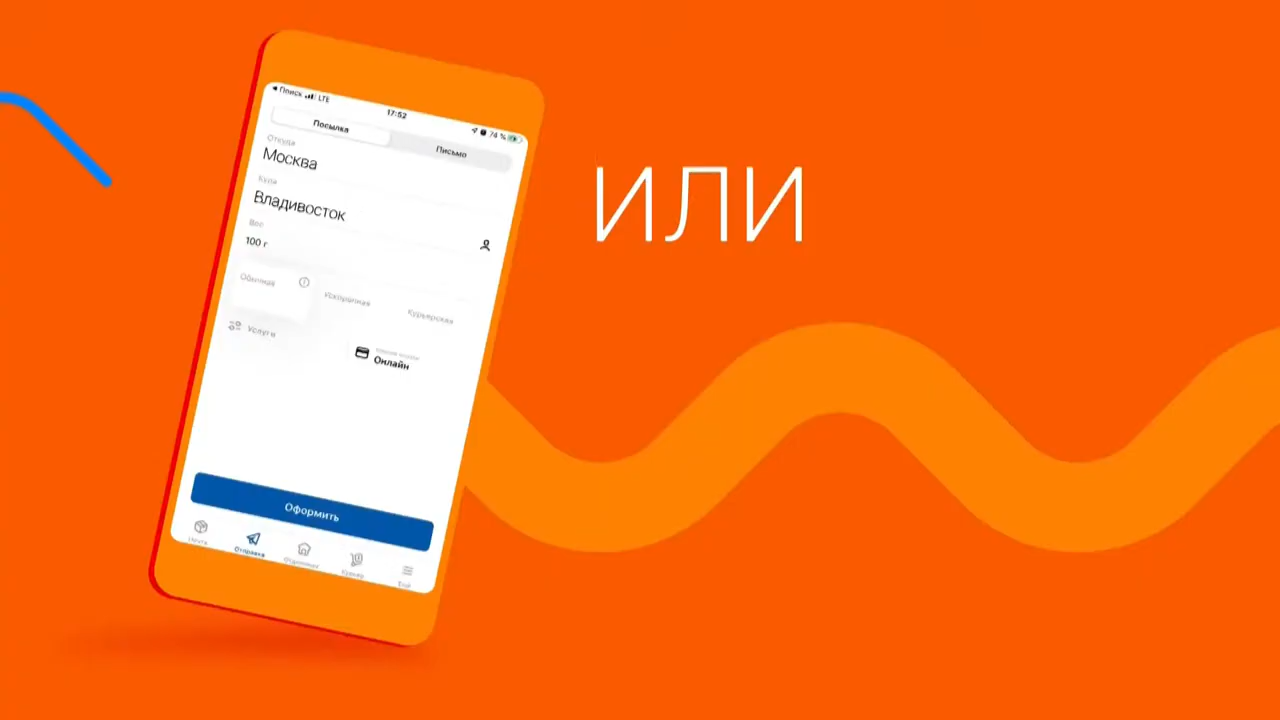 Поиск LTE
17:52
74 %
Посылка
Письмо
Откуда
Москва
Куда
Владивосток
Вес
100 г
Обычная
Ускоренная
Курьерская
Услуги
Онлайн
Оформить
Отправка
Отделения
Курьер
Ещё
ИЛИ